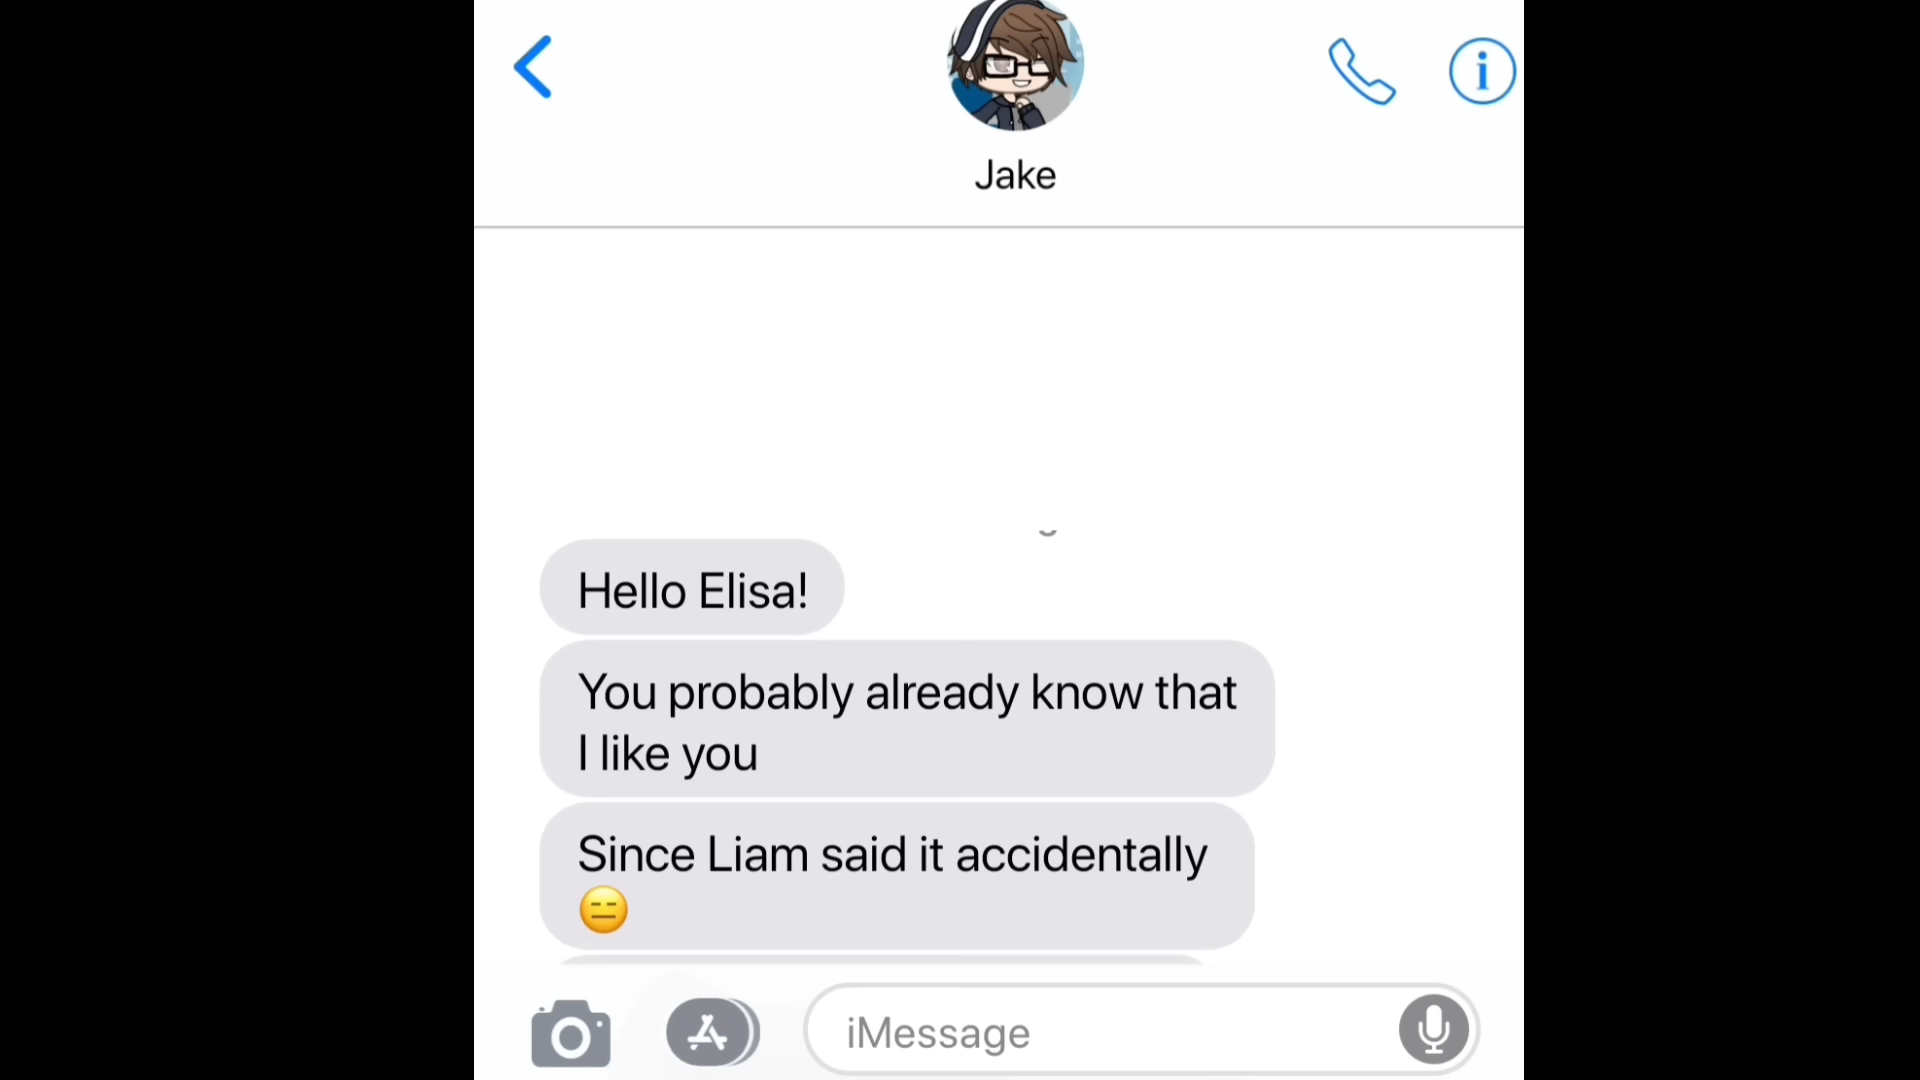 Jake
Hello Elisa!
You probably already know that
I like you
Since Liam said it accidentally
😑
iMessage